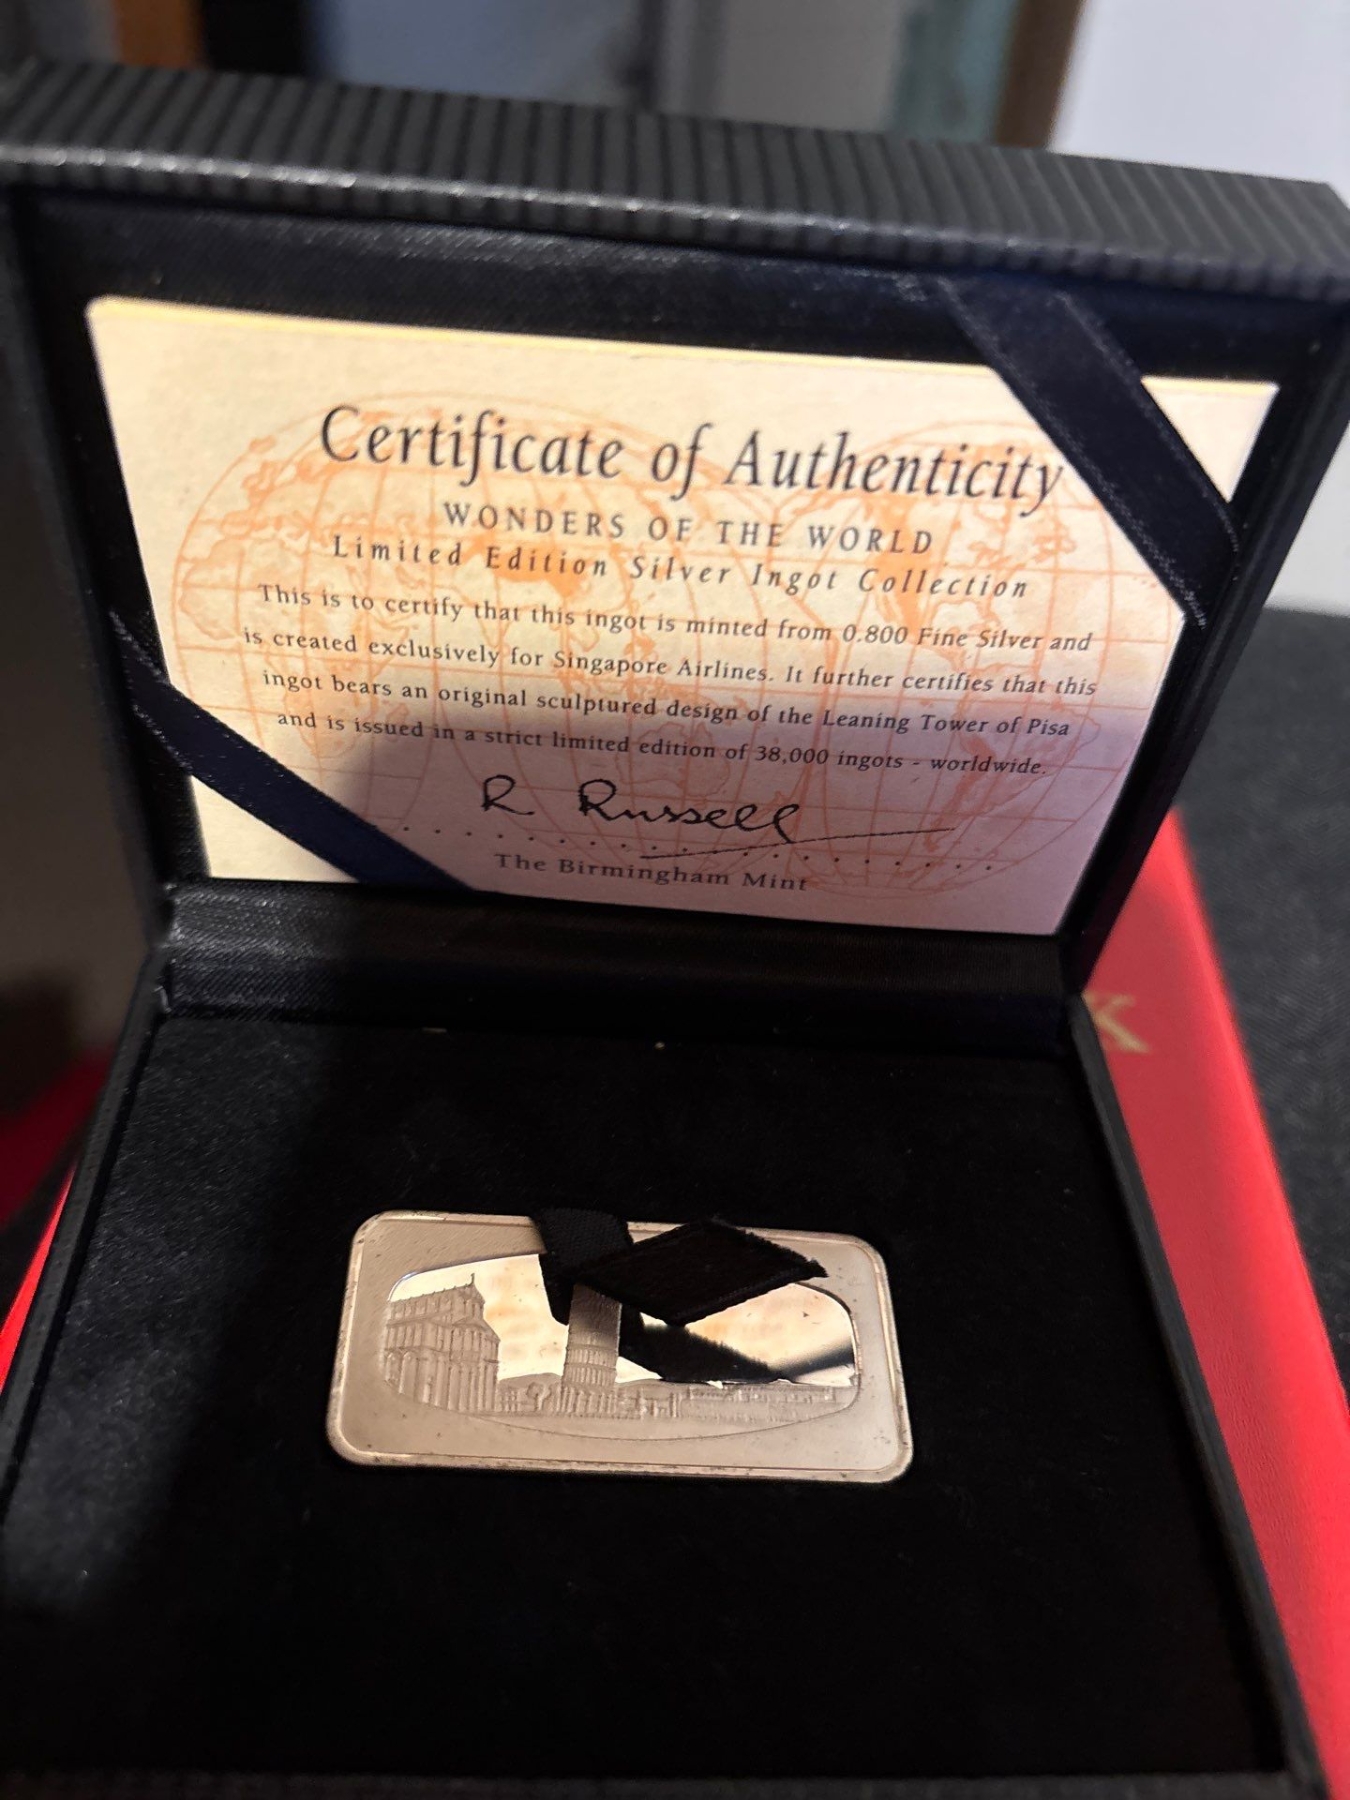 Certificate of Authenticity
WONDERS OF THE WORLD
Limited Edition Silver Ingot Collection
This is to certify that this ingot is minted from 0.800 Fine Silver and
is created exclusively for Singapore Airlines. It further certifies that this
ingot bears an original sculptured design of the Leaning Tower of Pisa
and is issued in a strict limited edition of 38,000 ingots - worldwide.
R Russell
The Birmingham Mint
K